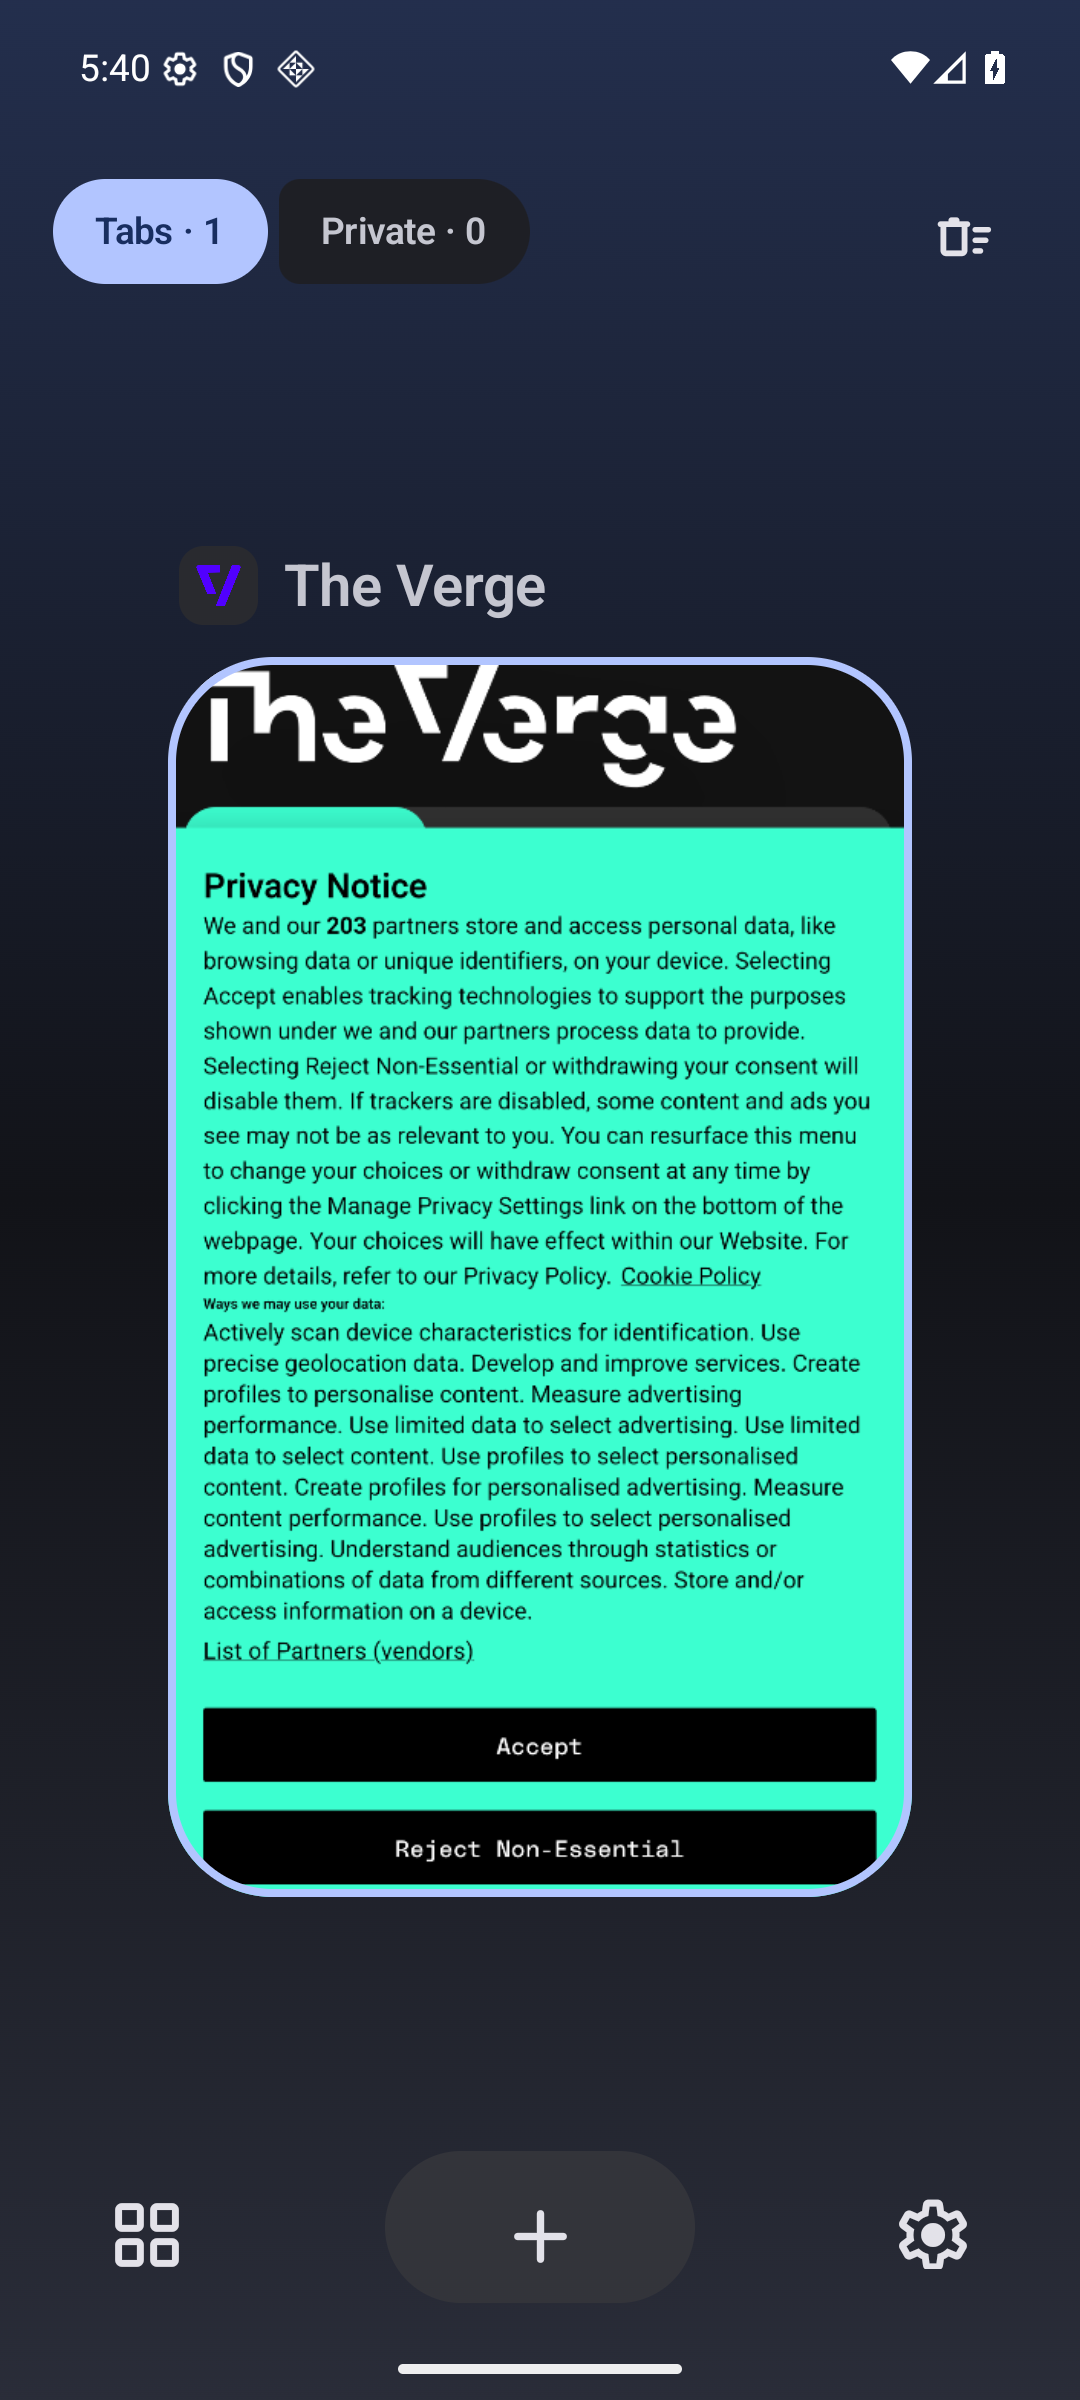 5:40
Tabs · 1
Private · 0
The Verge
The Verge
Privacy Notice
We and our 203 partners store and access personal data, like
browsing data or unique identifiers, on your device. Selecting
Accept enables tracking technologies to support the purposes
shown under we and our partners process data to provide.
Selecting Reject Non-Essential or withdrawing your consent will
disable them. If trackers are disabled, some content and ads you
see may not be as relevant to you. You can resurface this menu
to change your choices or withdraw consent at any time by
clicking the Manage Privacy Settings link on the bottom of the
webpage. Your choices will have effect within our Website. For
more details, refer to our Privacy Policy. Cookie Policy
Ways we may use your data:
Actively scan device characteristics for identification. Use
precise geolocation data. Develop and improve services. Create
profiles to personalise content. Measure advertising
performance. Use limited data to select advertising. Use limited
data to select content. Use profiles to select personalised
content. Create profiles for personalised advertising. Measure
content performance. Use profiles to select personalised
advertising. Understand audiences through statistics or
combinations of data from different sources. Store and/or
access information on a device.
List of Partners (vendors)
Accept
Reject Non-Essential